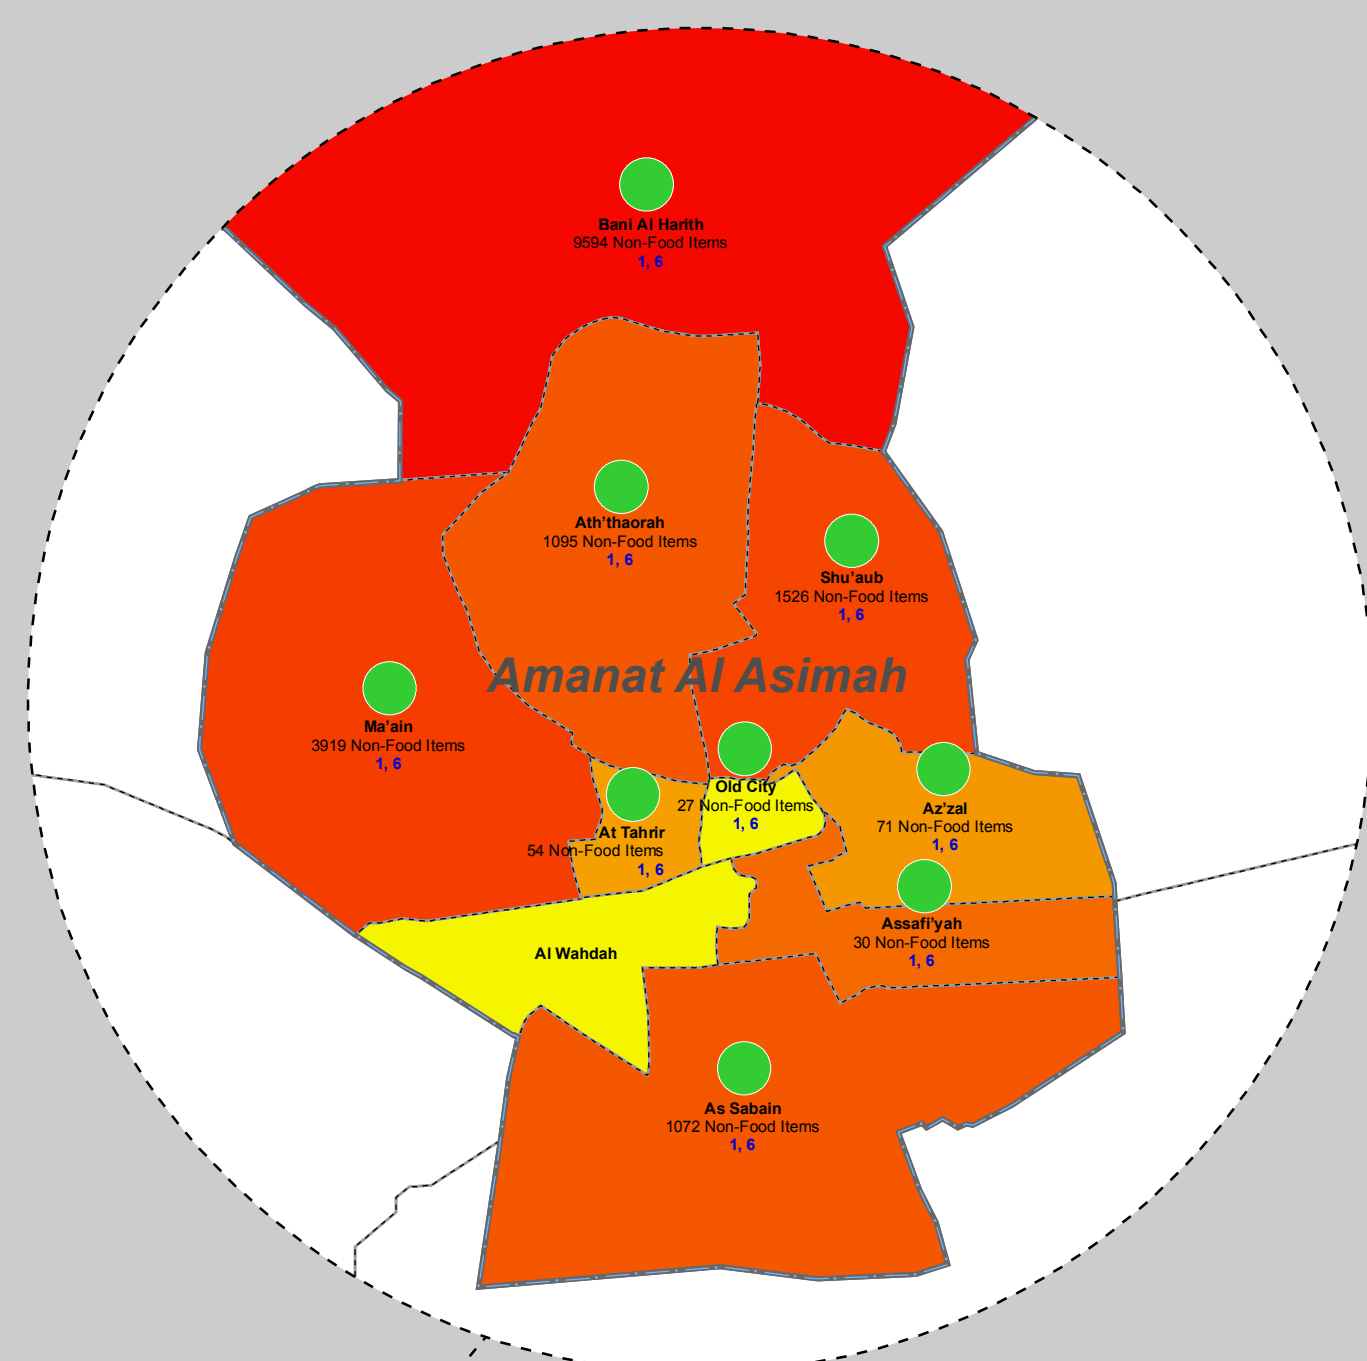 Bani Al Harith
9594 Non-Food Items
1, 6
Ath'thaorah
1095 Non-Food Items
1, 6
Shu'aub
1526 Non-Food Items
1, 6
Amanat Al Asimah
Ma'ain
3919 Non-Food Items
1, 6
Old City
27 Non-Food Items
1, 6
Az'zal
71 Non-Food Items
1, 6
At Tahrir
54 Non-Food Items
1, 6
Assafi'yah
30 Non-Food Items
1, 6
Al Wahdah
As Sabain
1072 Non-Food Items
1, 6